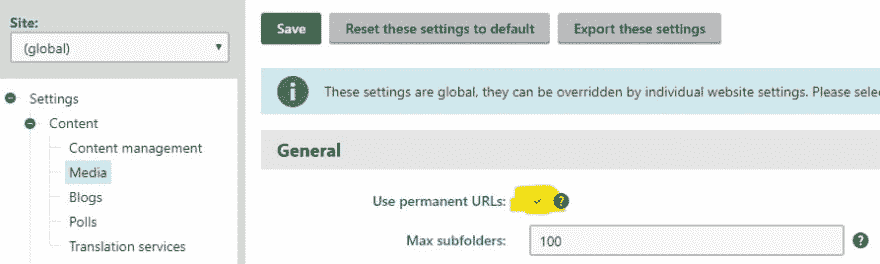 Site:
(global)
Settings
Content
Content management
Media
Blogs
Polls
Translation services
Save Reset these settings to default Export these settings
These settings are global, they can be overridden by individual website settings. Please
General
Use permanent URLs:
Max subfolders: 100